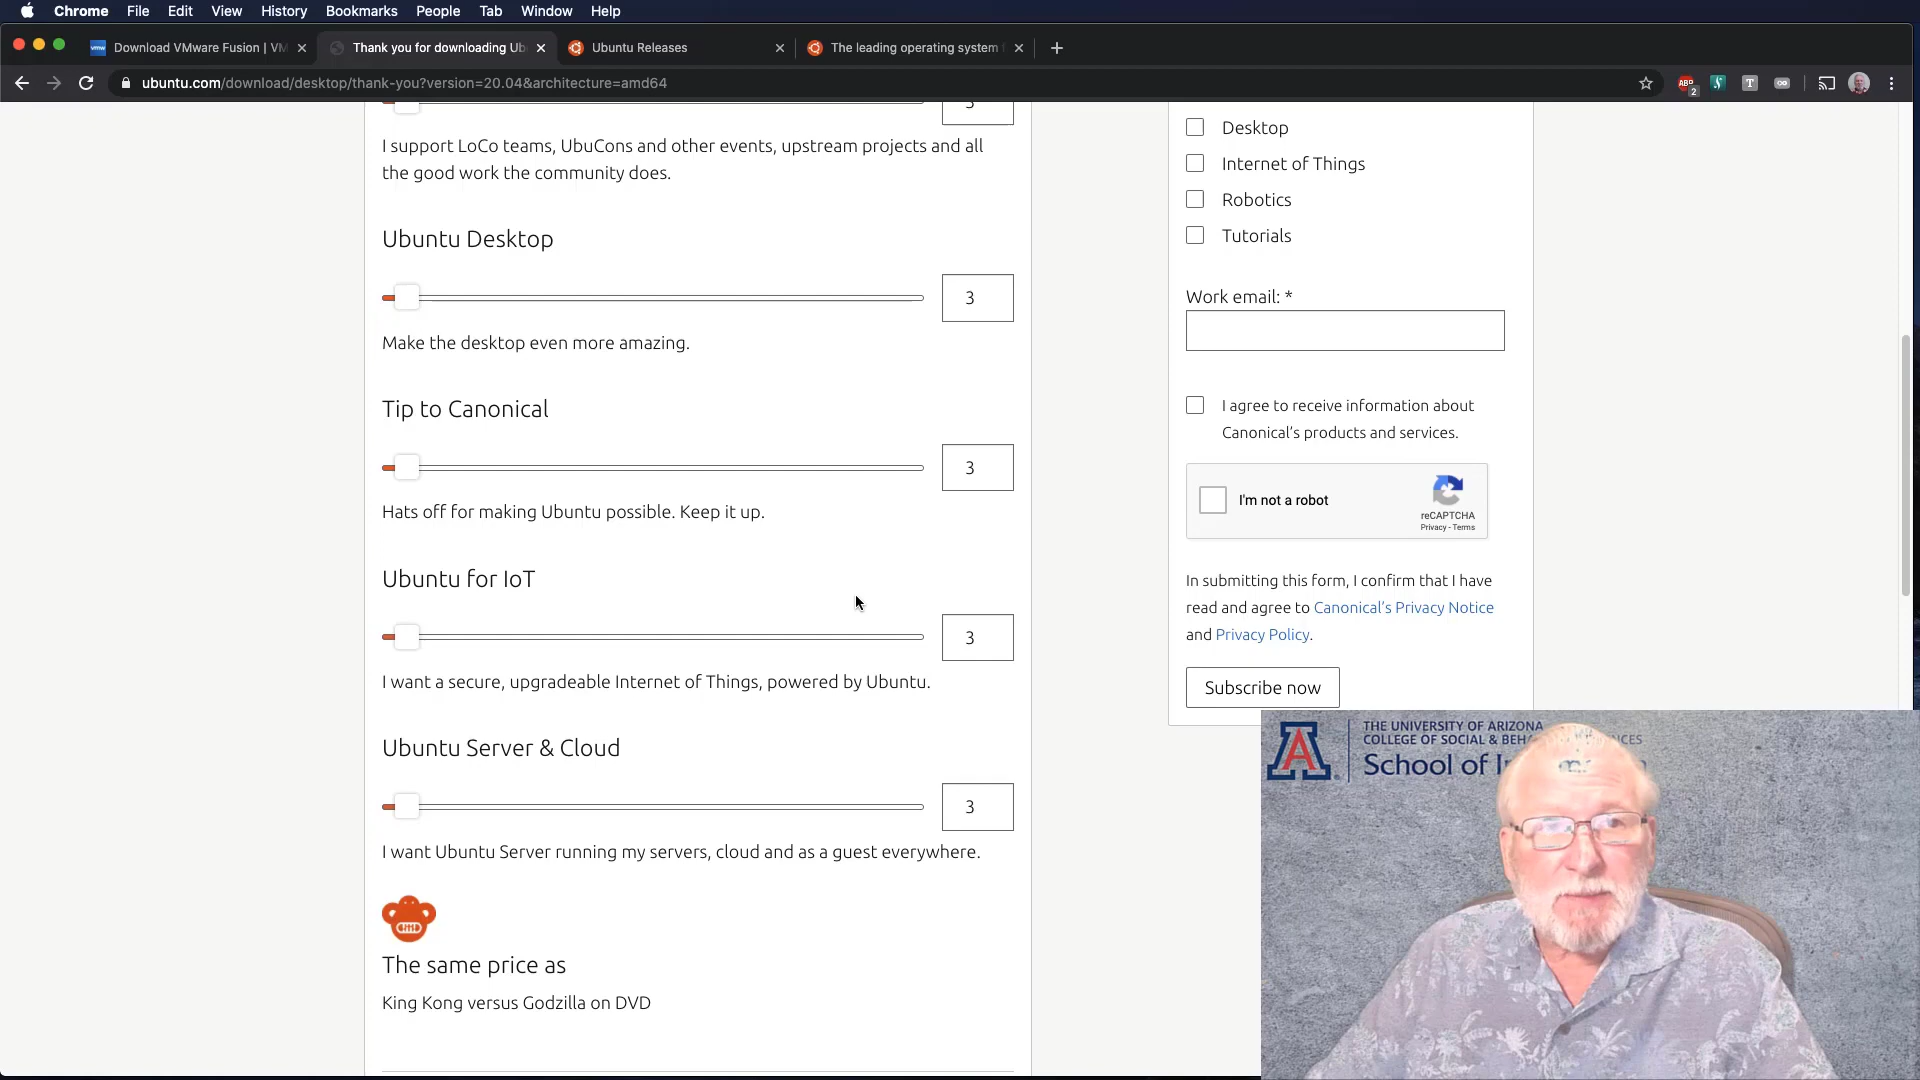 Chrome File Edit View History Bookmarks People Tab Window Help
Download VMware Fusion | VM
Thank you for downloading Ub
Ubuntu Releases
The leading operating system
ubuntu.com/download/desktop/thank-you?version=20.04&architecture=amd64
ABP
2
T
3
I support LoCo teams, UbuCons and other events, upstream projects and all
the good work the community does.
Ubuntu Desktop
3
Make the desktop even more amazing.
Tip to Canonical
3
Hats off for making Ubuntu possible. Keep it up.
Ubuntu for IoT
3
I want a secure, upgradeable Internet of Things, powered by Ubuntu.
Ubuntu Server & Cloud
3
I want Ubuntu Server running my servers, cloud and as a guest everywhere.
The same price as
King Kong versus Godzilla on DVD
Desktop
Internet of Things
Robotics
Tutorials
Work email: *
I agree to receive information about
Canonical's products and services.
I'm not a robot
reCAPTCHA
Privacy - Terms
In submitting this form, I confirm that I have
read and agree to Canonical's Privacy Notice
and Privacy Policy.
Subscribe now
A
THE UNIVERSITY OF ARIZONA
COLLEGE OF SOCIAL & BEH
School of